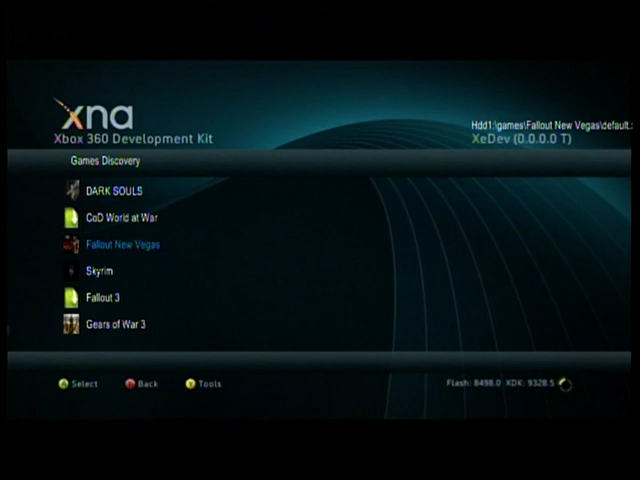 xna
Xbox 360 Development Kit
Hdd1:\games\Fallout New Vegas\default.:
XeDev (0.0.0.0 T)
Games Discovery
DARK SOULS
CoD World at War
Fallout New Vegas
Skyrim
Fallout 3
Gears of War 3
A Select
B Back
Y Tools
Flash: 8498.0 XDK: 9328.5